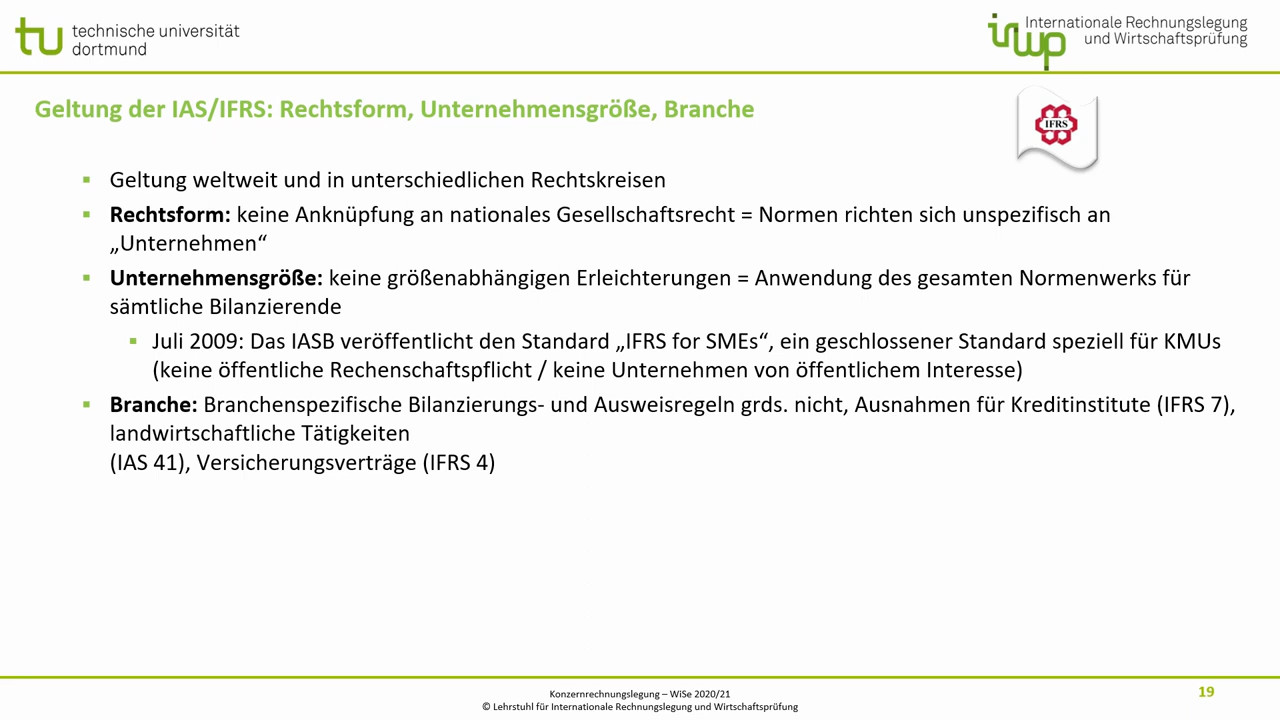 technische universität
dortmund
Internationale Rechnungslegung
und Wirtschaftsprüfung
Geltung der IAS/IFRS: Rechtsform, Unternehmensgröße, Branche
IFRS
▪ Geltung weltweit und in unterschiedlichen Rechtskreisen
▪ Rechtsform: keine Anknüpfung an nationales Gesellschaftsrecht = Normen richten sich unspezifisch an
„Unternehmen“
▪ Unternehmensgröße: keine größenabhängigen Erleichterungen = Anwendung des gesamten Normenwerks für
sämtliche Bilanzierende
▪ Juli 2009: Das IASB veröffentlicht den Standard „IFRS for SMEs“, ein geschlossener Standard speziell für KMUs
(keine öffentliche Rechenschaftspflicht / keine Unternehmen von öffentlichem Interesse)
▪ Branche: Branchenspezifische Bilanzierungs- und Ausweisregeln grds. nicht, Ausnahmen für Kreditinstitute (IFRS 7),
landwirtschaftliche Tätigkeiten
(IAS 41), Versicherungsverträge (IFRS 4)
Konzernrechnungslegung – WiSe 2020/21
© Lehrstuhl für Internationale Rechnungslegung und Wirtschaftsprüfung
19